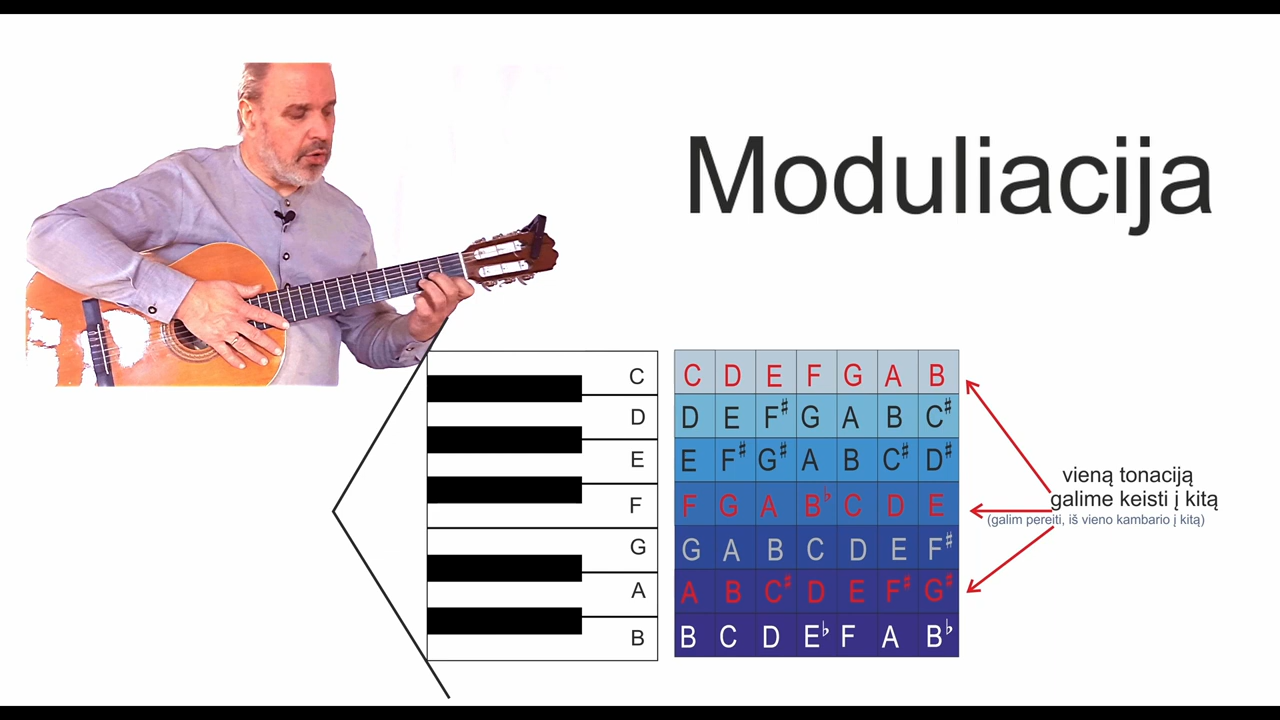 Moduliacija
C
D
E
F
G
A
B
C D E F G A B
D E F♯ G A B C♯
E F♯ G♯ A B C♯ D♯
F G A B♭ C D E
G A B C D E F♯
A B C♯ D E F♯ G♯
B C D E♭ F A B♭
vieną tonaciją
galime keisti į kitą
(galim pereiti, iš vieno kambario į kitą)